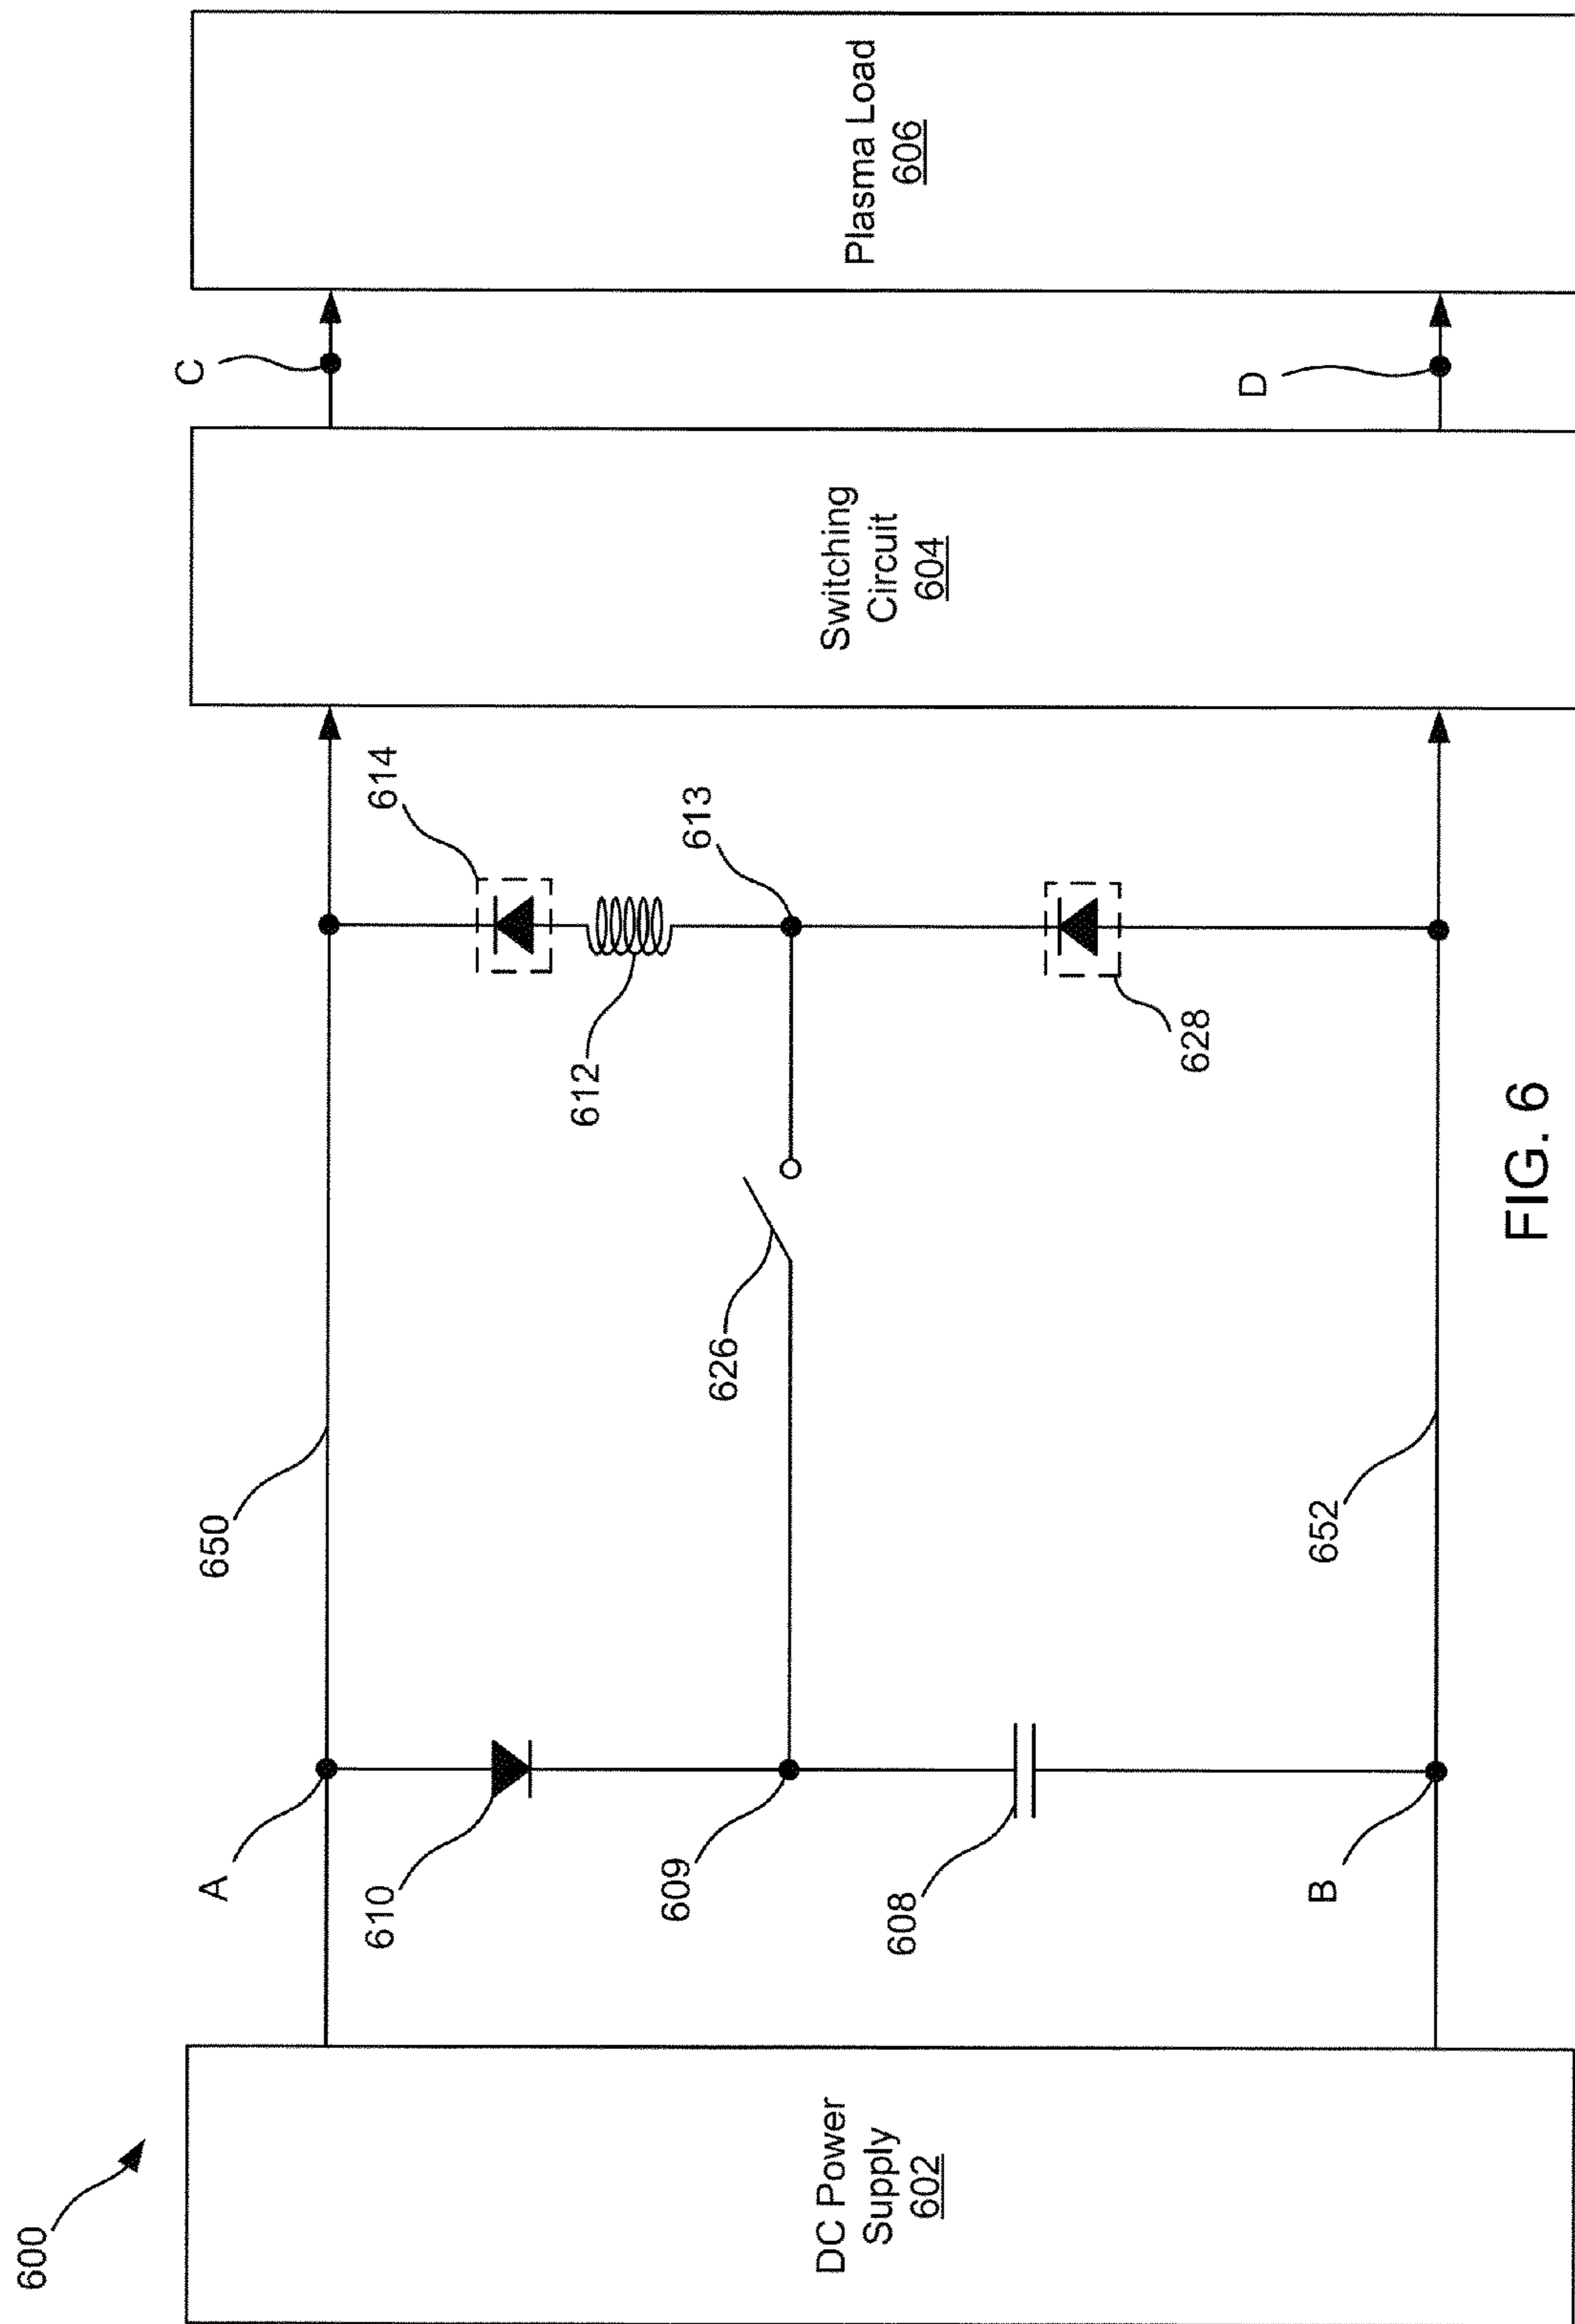 600
DC Power
Supply
602
A
650
610
609
608
B
652
626
612
614
613
628
Switching
Circuit
604
C
D
Plasma Load
606
FIG. 6